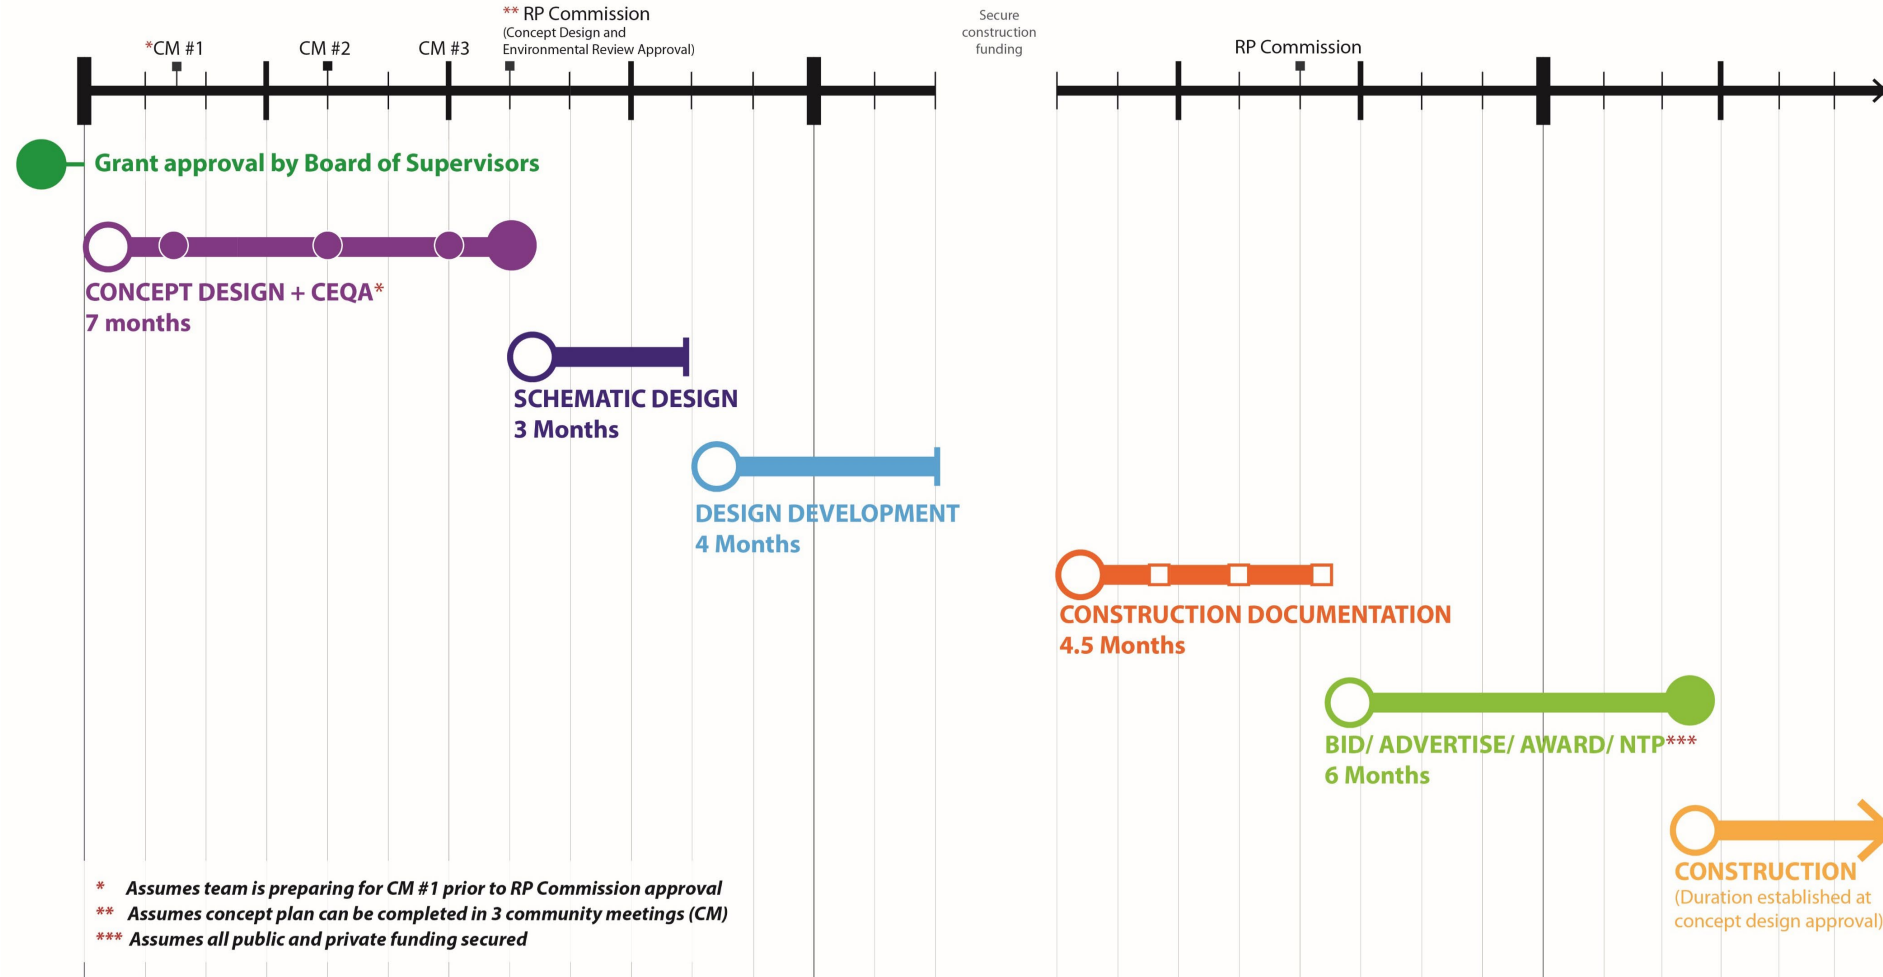 ** RP Commission
(Concept Design and
Environmental Review Approval)
*CM #1
CM #2
CM #3
Secure
construction
funding
RP Commission
Grant approval by Board of Supervisors
CONCEPT DESIGN + CEQA*
7 months
SCHEMATIC DESIGN
3 Months
DESIGN DEVELOPMENT
4 Months
CONSTRUCTION DOCUMENTATION
4.5 Months
BID/ ADVERTISE/ AWARD/ NTP***
6 Months
CONSTRUCTION
(Duration established at
concept design approval)
* Assumes team is preparing for CM #1 prior to RP Commission approval
** Assumes concept plan can be completed in 3 community meetings (CM)
*** Assumes all public and private funding secured